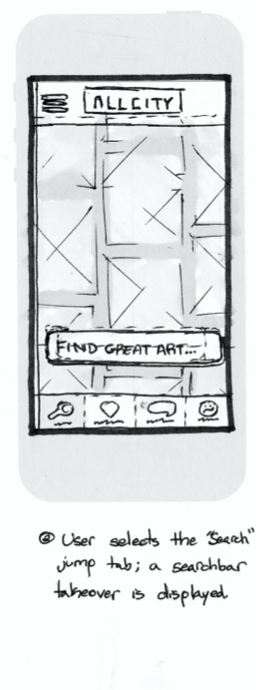 ALLCITY
FIND GREAT ART...
② User selects the "Search"
jump tab; a searchbar
takeover is displayed